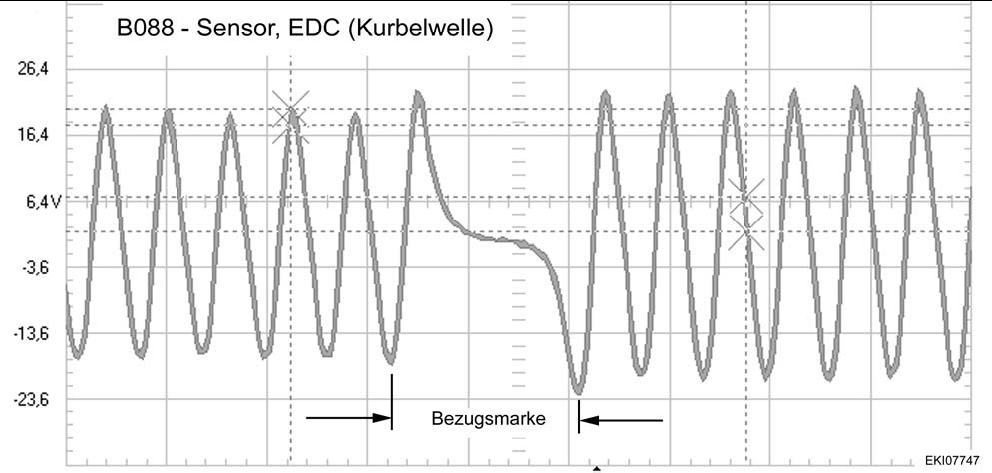 B088 - Sensor, EDC (Kurbelwelle)
26,4
16,4
6,4V
-3.6
-13.6
-23.6
Bezugsmarke
EKI07747